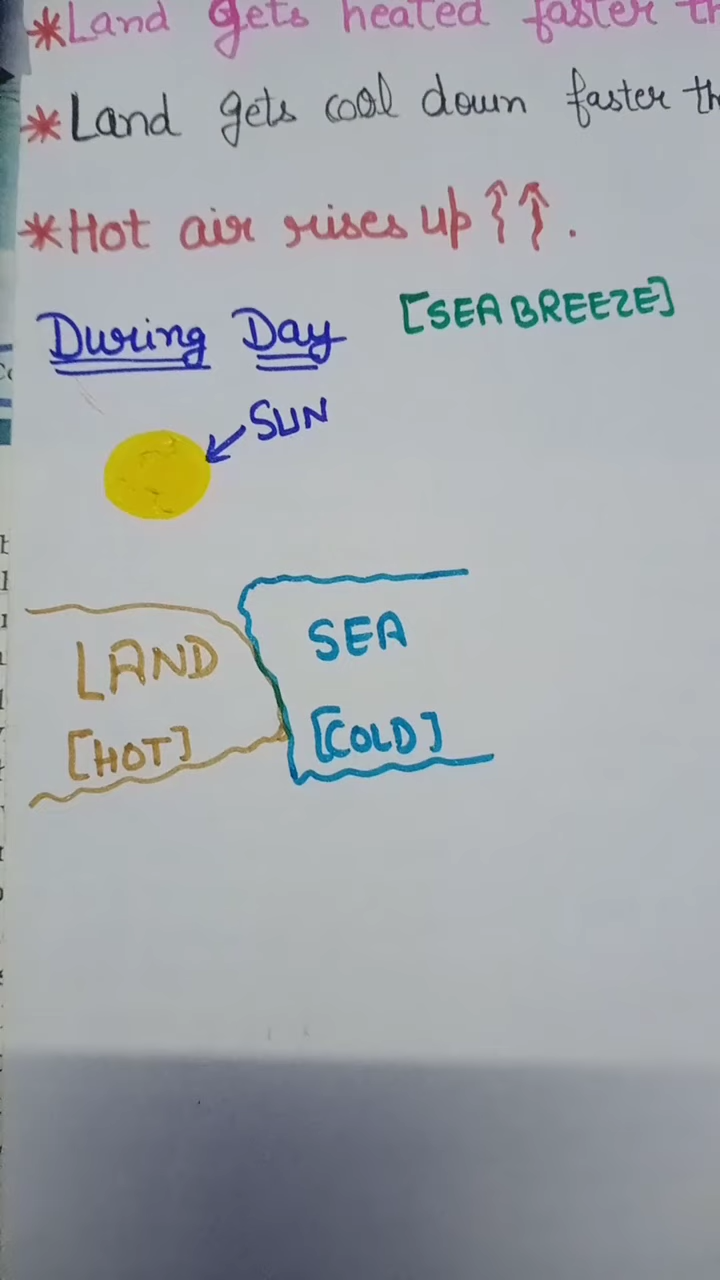 *Land gets heated faster
*Land gets cool down faster
*Hot air rises up ↑↑.
During Day [SEA BREEZE]
SUN
LAND
[HOT]
SEA
[COLD]